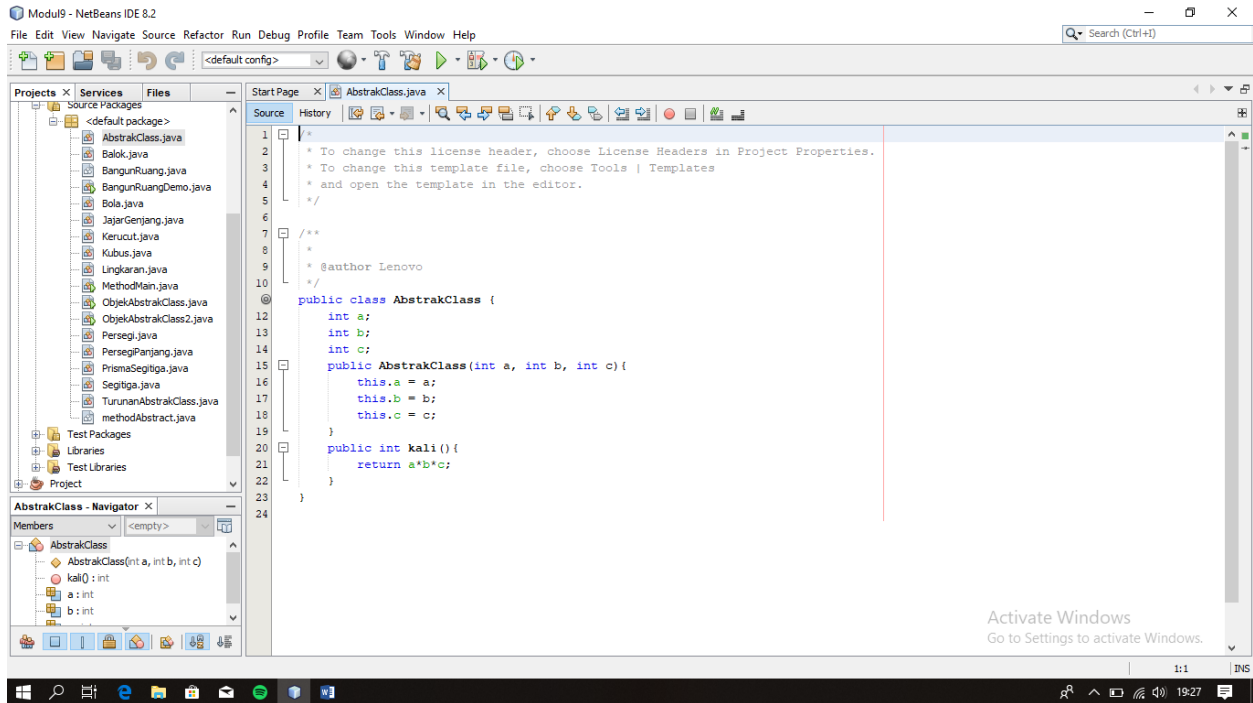 Modul9 - NetBeans IDE 8.2
File Edit View Navigate Source Refactor Run Debug Profile Team Tools Window Help
Search (Ctrl+I)
<default config>
Projects Services Files
Source Packages
<default package>
AbstrakClass.java
Balok.java
BangunRuang.java
BangunRuangDemo.java
Bola.java
JajarGenjang.java
Kerucut.java
Kubus.java
Lingkaran.java
MethodMain.java
ObjekAbstrakClass.java
ObjekAbstrakClass2.java
Persegi.java
PersegiPanjang.java
PrismaSegitiga.java
Segitiga.java
TurunanAbstrakClass.java
methodAbstract.java
Test Packages
Libraries
Test Libraries
Project
AbstrakClass - Navigator
Members <empty>
AbstrakClass
AbstrakClass(int a, int b, int c)
kali() : int
a : int
b : int
Start Page AbstrakClass.java
Source History
1 /*
2 * To change this license header, choose License Headers in Project Properties.
3 * To change this template file, choose Tools | Templates
4 * and open the template in the editor.
5 */
6
7 /**
8 *
9 * @author Lenovo
10 */
public class AbstrakClass {
12 int a;
13 int b;
14 int c;
15 public AbstrakClass(int a, int b, int c){
16 this.a = a;
17 this.b = b;
18 this.c = c;
19 }
20 public int kali(){
21 return a*b*c;
22 }
23 }
24
Activate Windows
Go to Settings to activate Windows.
1:1 INS
19:27